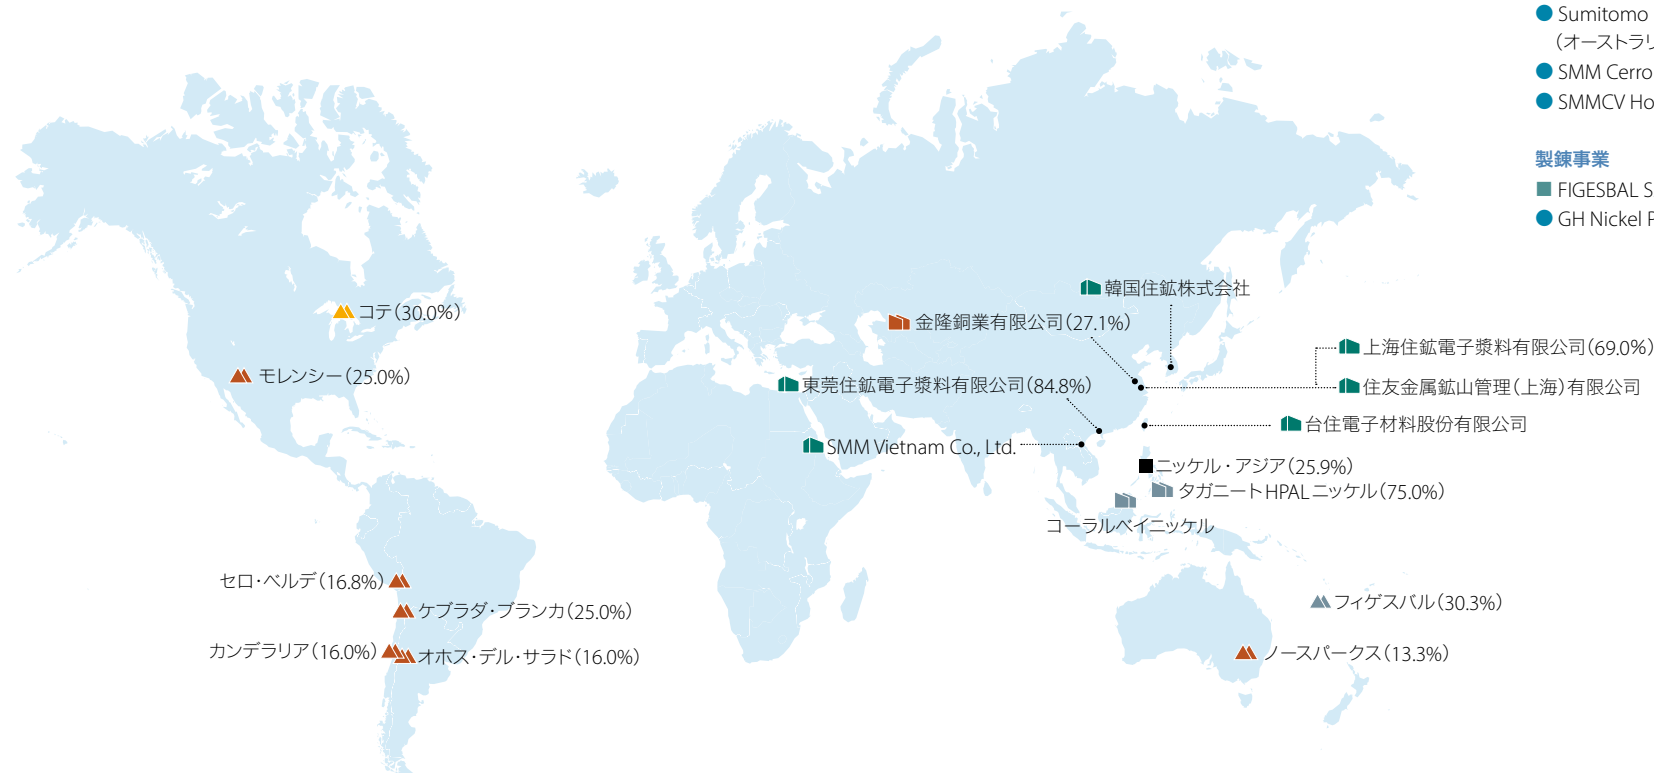 Sumitomo
（オーストラリ
SMM Cerro
SMMCV Ho
製錬事業
FIGESBAL S
GH Nickel P
韓国住鉱株式会社
コテ（30.0%）
金隆銅業有限公司（27.1%）
上海住鉱電子漿料有限公司（69.0%）
モレンシー（25.0%）
東莞住鉱電子漿料有限公司（84.8%）
住友金属鉱山管理（上海）有限公司
台住電子材料股份有限公司
SMM Vietnam Co., Ltd.
ニッケル・アジア（25.9%）
タガニートHPALニッケル（75.0%）
コーラルベイニッケル
セロ・ベルデ（16.8%）
フィゲスバル（30.3%）
ケブラダ・ブランカ（25.0%）
カンデラリア（16.0%）
オホス・デル・サラド（16.0%）
ノースパークス（13.3%）